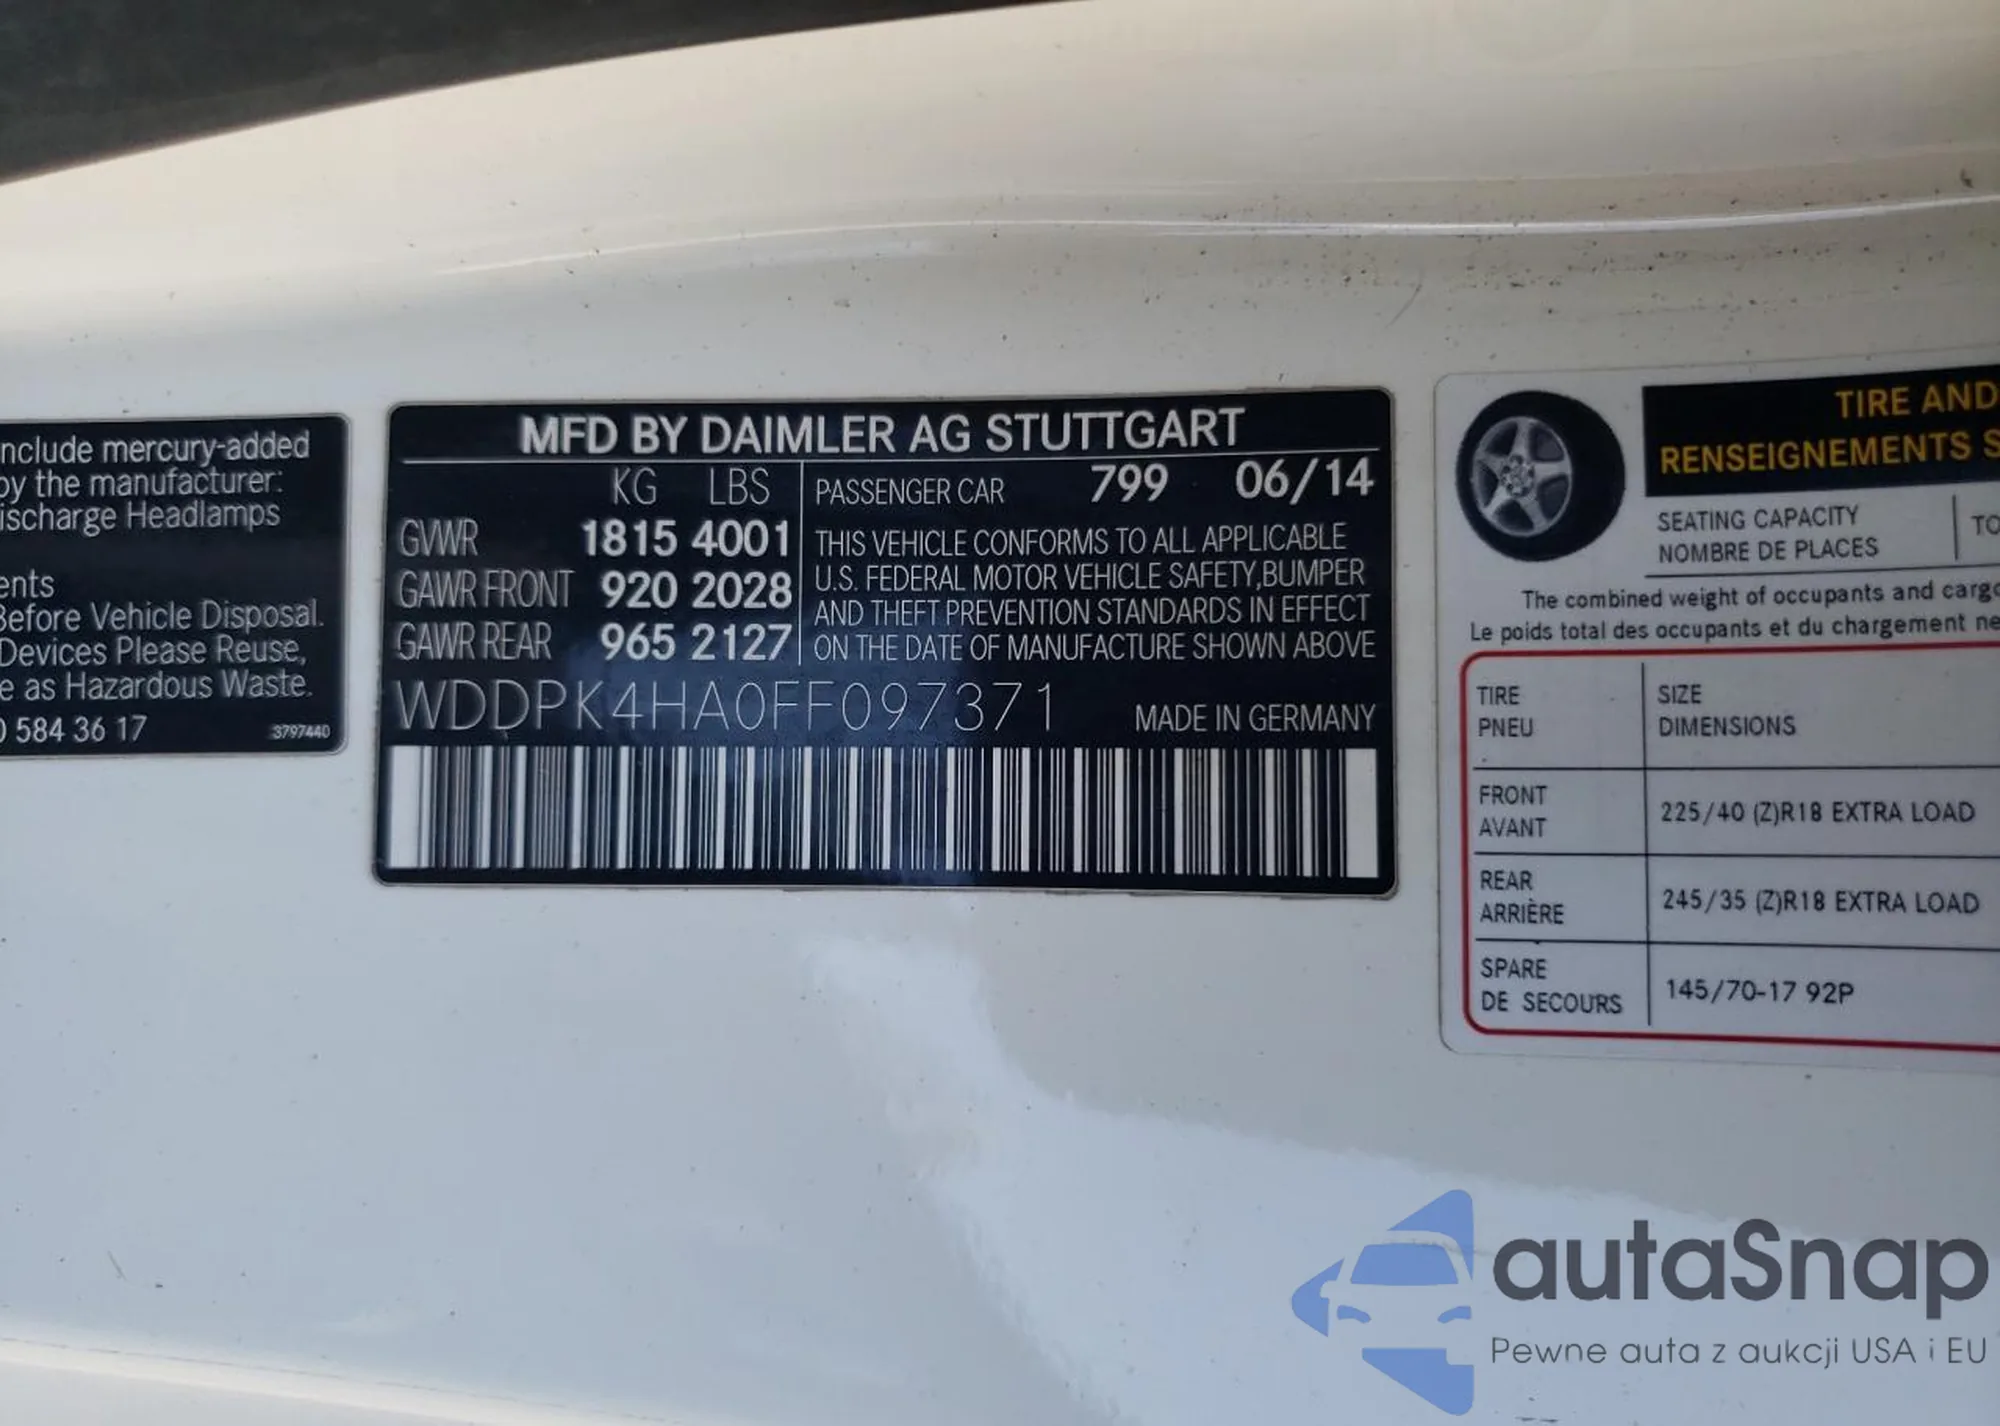 nclude mercury-added
by the manufacturer:
ischarge Headlamps
ents
Before Vehicle Disposal.
Devices Please Reuse,
e as Hazardous Waste.
0 584 36 17
3797440
MFD BY DAIMLER AG STUTTGART
KG LBS
GVWR 1815 4001
GAWR FRONT 920 2028
GAWR REAR 965 2127
PASSENGER CAR 799 06/14
THIS VEHICLE CONFORMS TO ALL APPLICABLE
U.S. FEDERAL MOTOR VEHICLE SAFETY,BUMPER
AND THEFT PREVENTION STANDARDS IN EFFECT
ON THE DATE OF MANUFACTURE SHOWN ABOVE
WDDPK4HA0FF097371
MADE IN GERMANY
TIRE AND
RENSEIGNEMENTS S
SEATING CAPACITY
NOMBRE DE PLACES
TO
The combined weight of occupants and cargo
Le poids total des occupants et du chargement ne
TIRE
PNEU
SIZE
DIMENSIONS
FRONT
AVANT
225/40 (Z)R18 EXTRA LOAD
REAR
ARRIÈRE
245/35 (Z)R18 EXTRA LOAD
SPARE
DE SECOURS
145/70-17 92P
autaSnap
Pewne auta z aukcji USA i EU